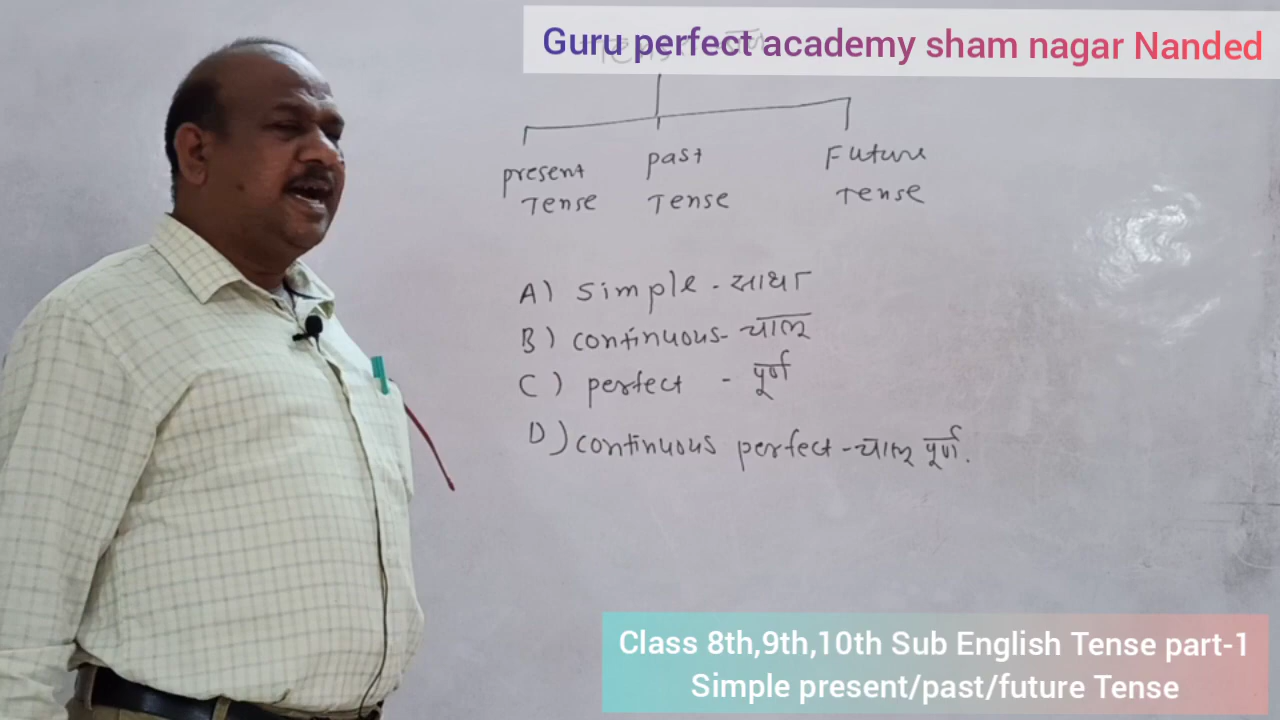 Guru perfect academy sham nagar Nanded
present Tense
past Tense
Future Tense
A) simple - साधा
B) continuous - चालू
C) perfect - पूर्ण
D) continuous perfect - चालू पूर्ण.
Class 8th,9th,10th Sub English Tense part-1
Simple present/past/future Tense